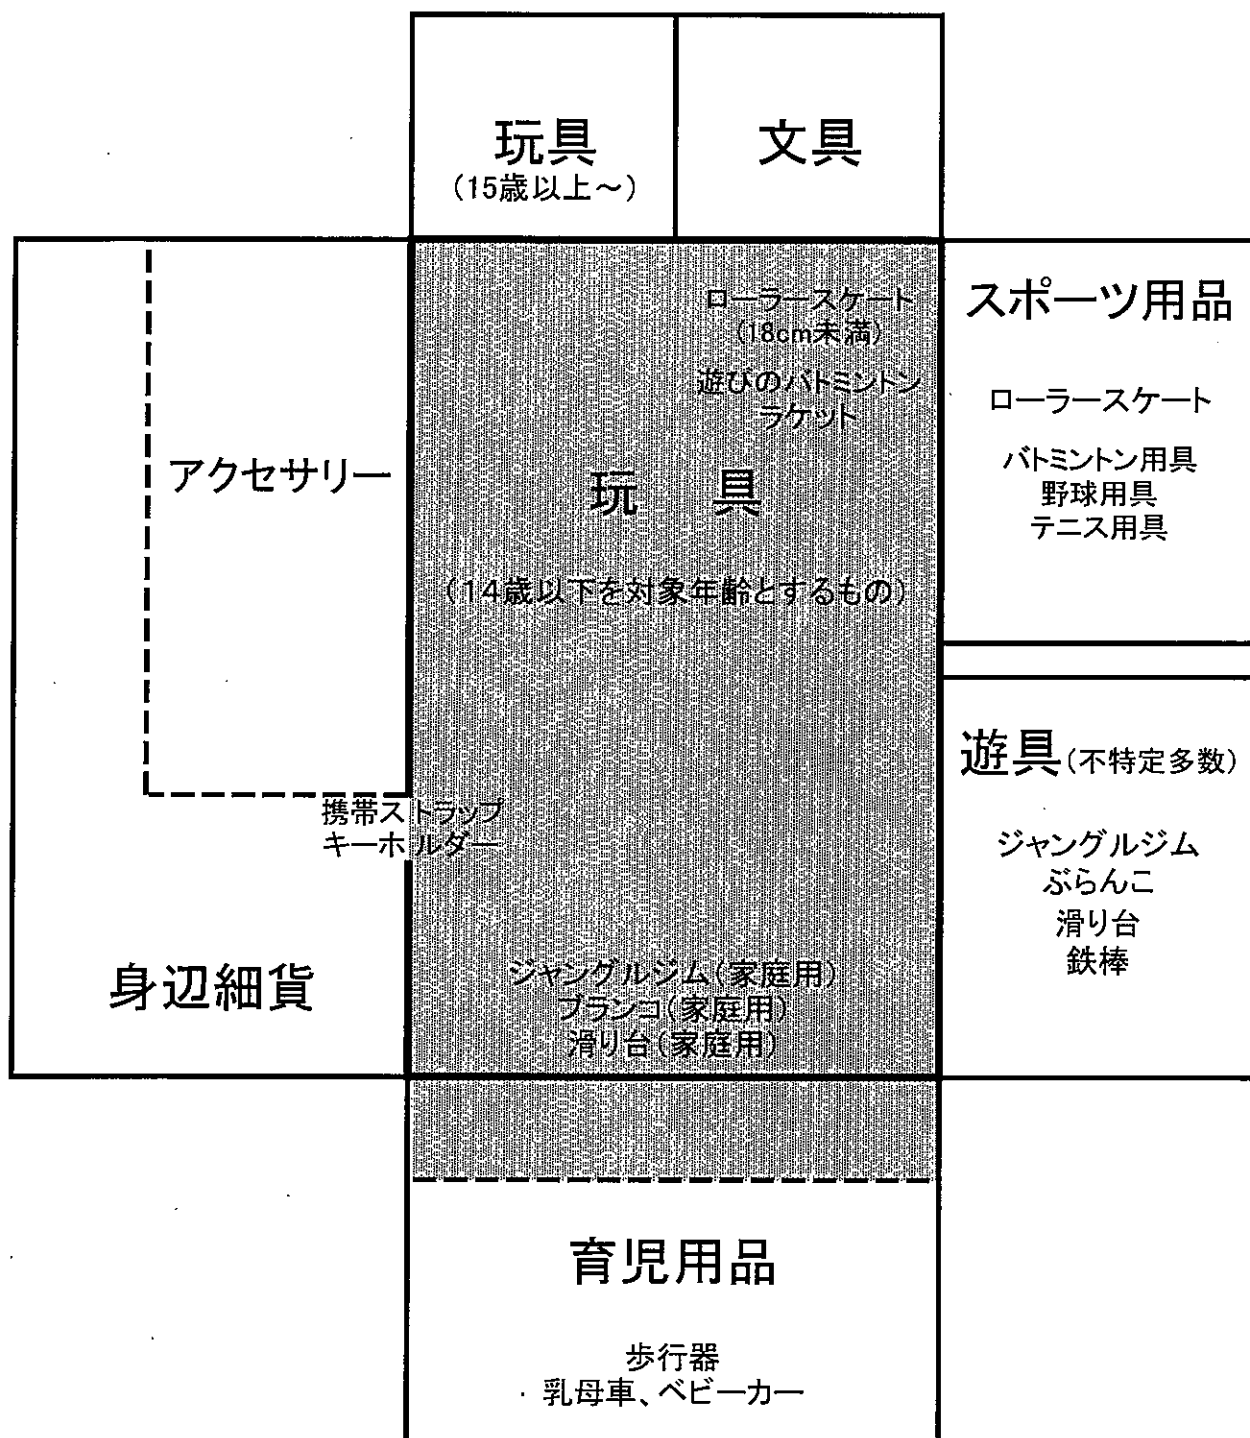 玩具
(15歳以上～)
文具
ローラースケート
(18cm未満)
遊びのバトミントン
ラケット
玩　具
(14歳以下を対象年齢とするもの)
スポーツ用品
ローラースケート
バトミントン用具
野球用具
テニス用具
アクセサリー
携帯ストラップ
キーホルダー
身辺細貨
遊具(不特定多数)
ジャングルジム
ぶらんこ
滑り台
鉄棒
ジャングルジム(家庭用)
ブランコ(家庭用)
滑り台(家庭用)
育児用品
歩行器
乳母車、ベビーカー